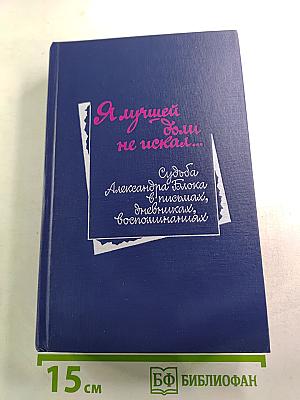 Я лучшей
доли
не искал...
Судьба
Александра Блока
в письмах,
дневниках,
воспоминаниях
15 см
БФ БИБЛИОФАН